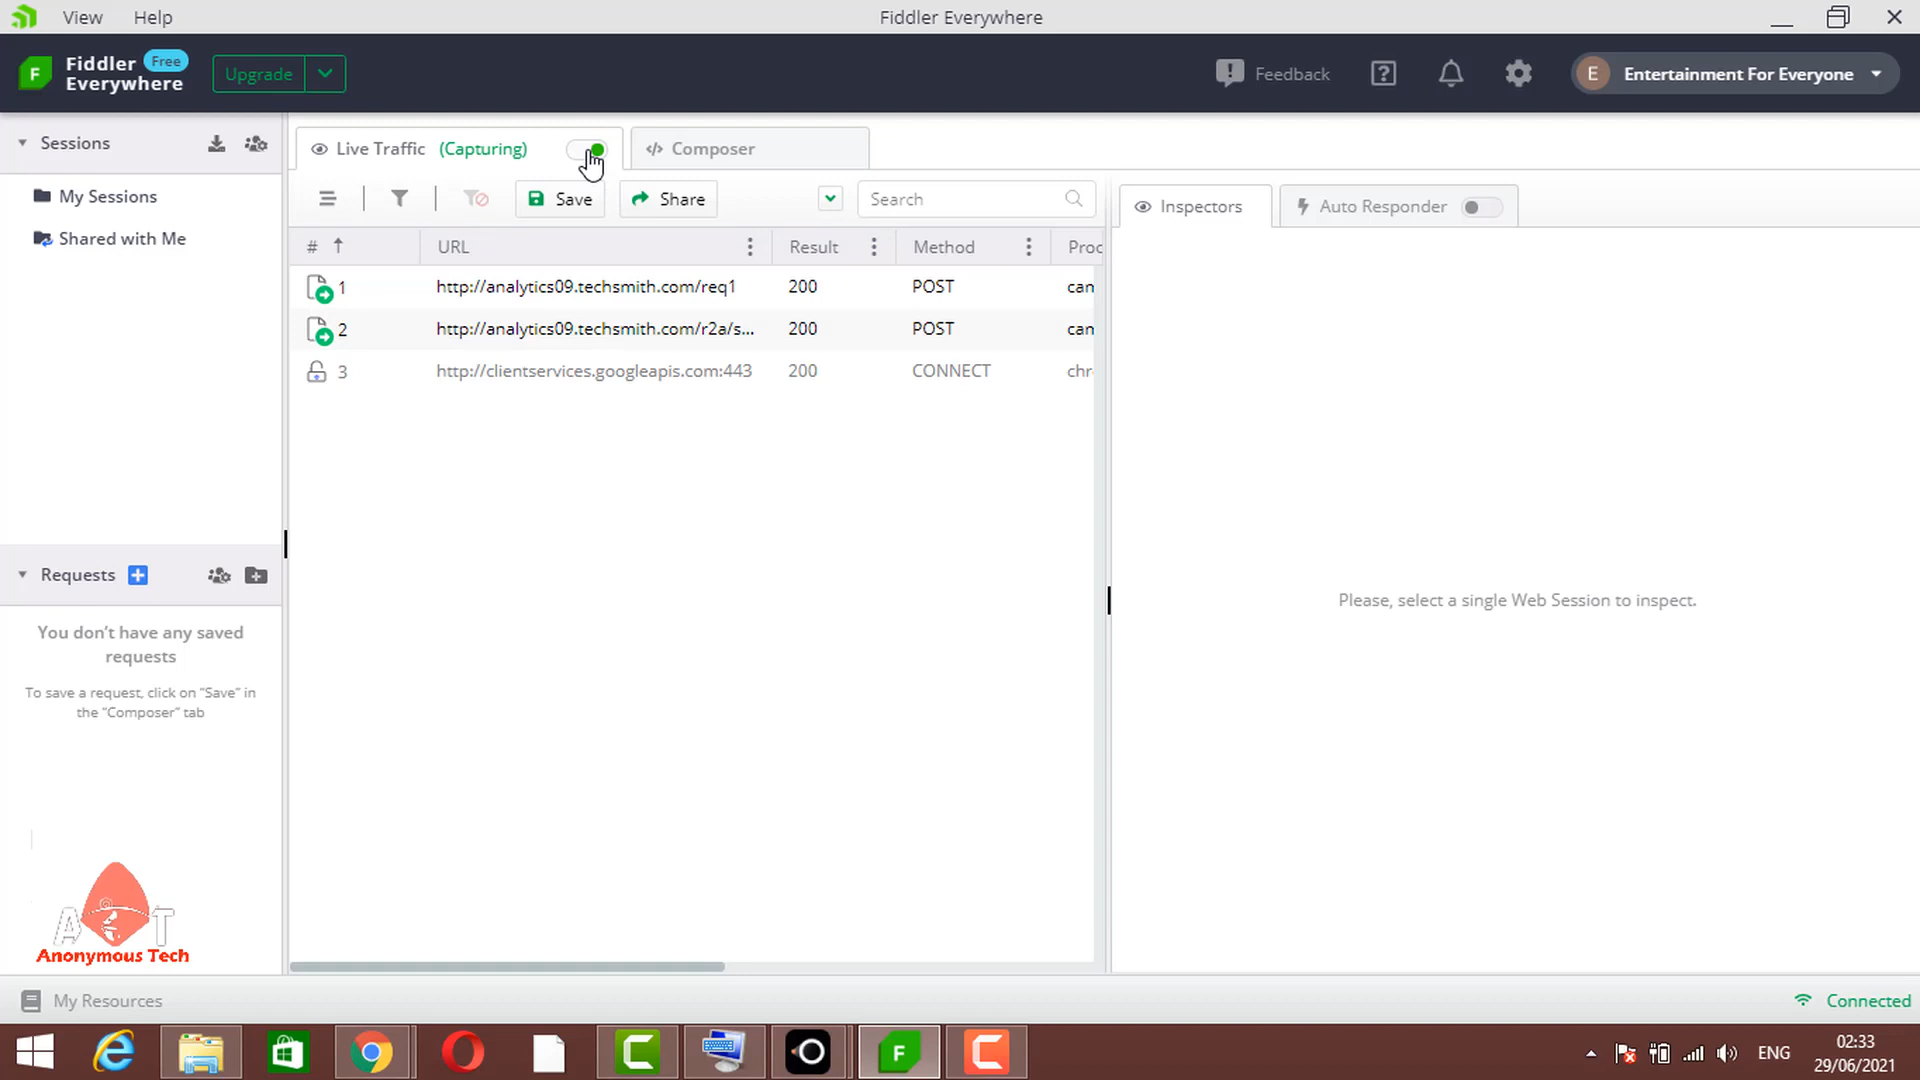 View Help
Fiddler Everywhere
F
Fiddler Free
Everywhere
Upgrade
Feedback
?
E Entertainment For Everyone
Sessions
My Sessions
Shared with Me
Live Traffic (Capturing)
</> Composer
Save
Share
Search
# URL Result Method Proc
1 http://analytics09.techsmith.com/req1 200 POST cam
2 http://analytics09.techsmith.com/r2a/s... 200 POST cam
3 http://clientservices.googleapis.com:443 200 CONNECT chr
Inspectors
Auto Responder
Please, select a single Web Session to inspect.
Requests
You don't have any saved
requests
To save a request, click on "Save" in
the "Composer" tab
A T
Anonymous Tech
My Resources
Connected
F
ENG
02:33
29/06/2021